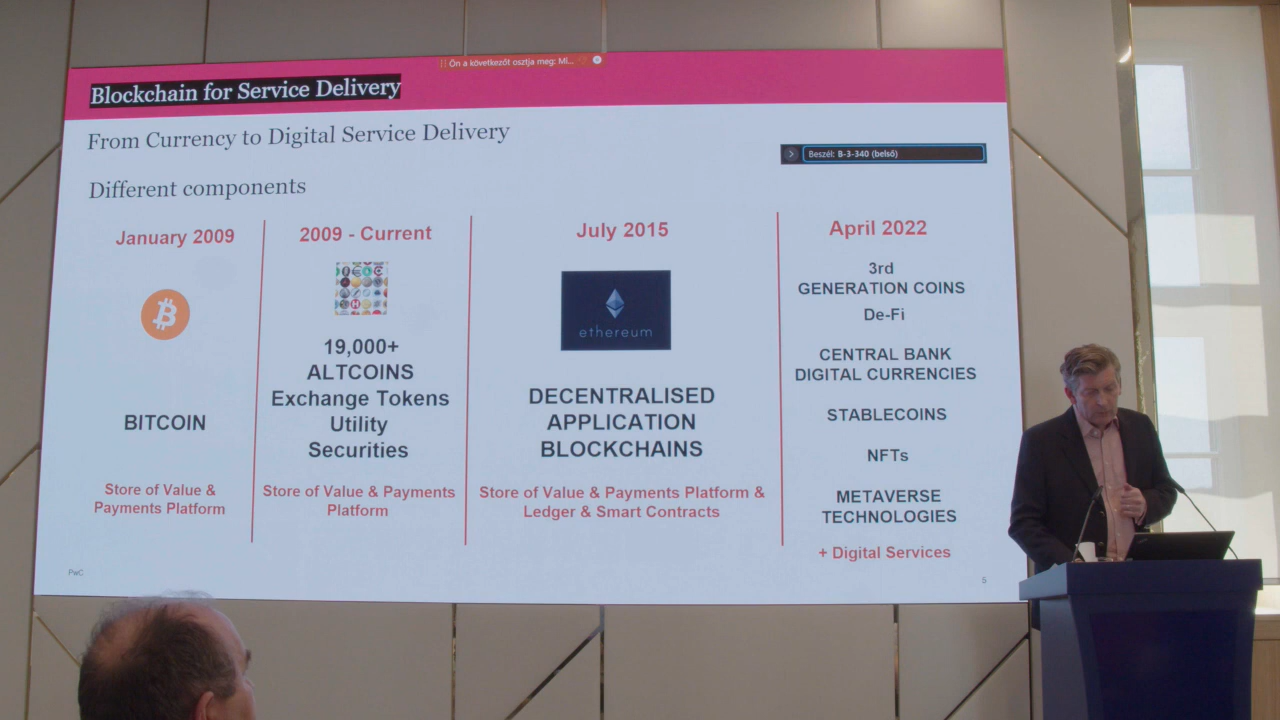 Ön a következőt osztja meg: Mi...
Blockchain for Service Delivery
From Currency to Digital Service Delivery
Beszél: B-3-340 (belső)
Different components
January 2009
BITCOIN
Store of Value &
Payments Platform
2009 - Current
19,000+
ALTCOINS
Exchange Tokens
Utility
Securities
Store of Value & Payments
Platform
July 2015
ethereum
DECENTRALISED
APPLICATION
BLOCKCHAINS
Store of Value & Payments Platform &
Ledger & Smart Contracts
April 2022
3rd
GENERATION COINS
De-Fi
CENTRAL BANK
DIGITAL CURRENCIES
STABLECOINS
NFTs
METAVERSE
TECHNOLOGIES
+ Digital Services
PwC
5